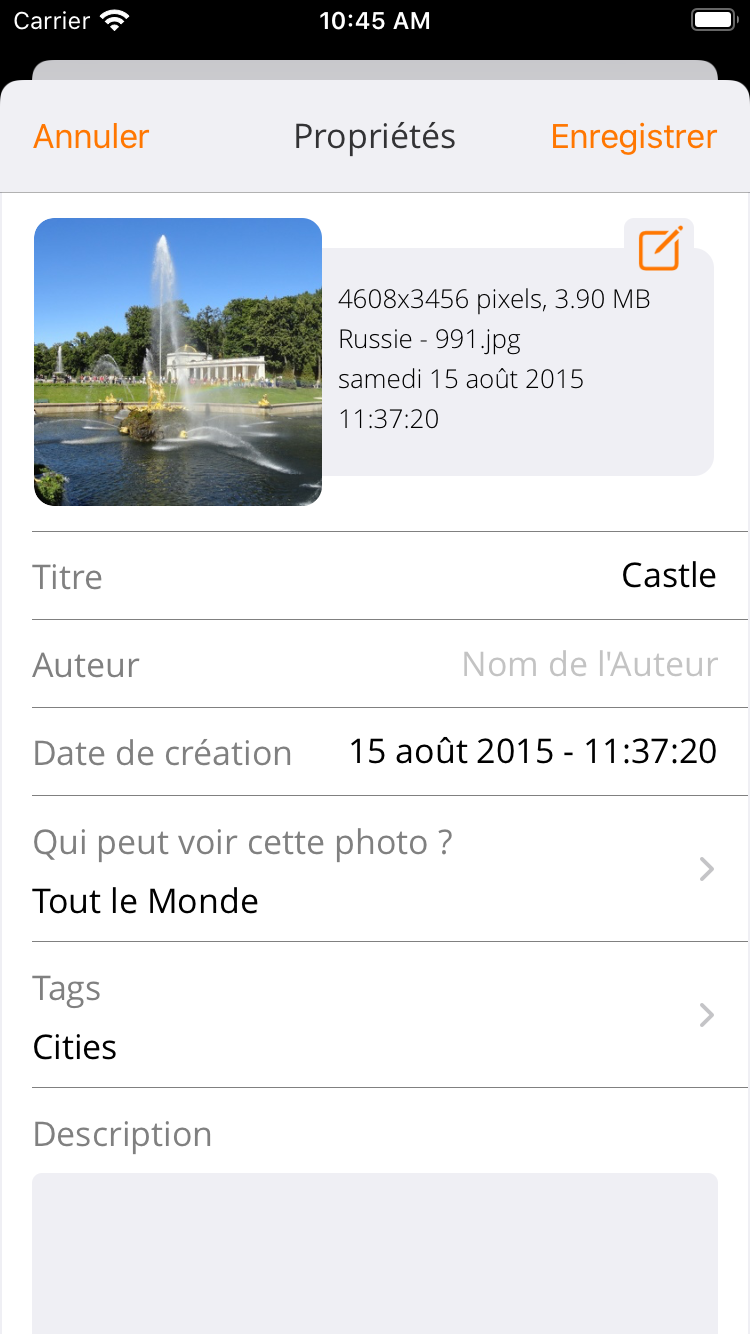 Carrier 10:45 AM
Annuler Propriétés Enregistrer
4608x3456 pixels, 3.90 MB
Russie - 991.jpg
samedi 15 août 2015
11:37:20
Titre Castle
Auteur Nom de l'Auteur
Date de création 15 août 2015 - 11:37:20
Qui peut voir cette photo ?
Tout le Monde
Tags
Cities
Description